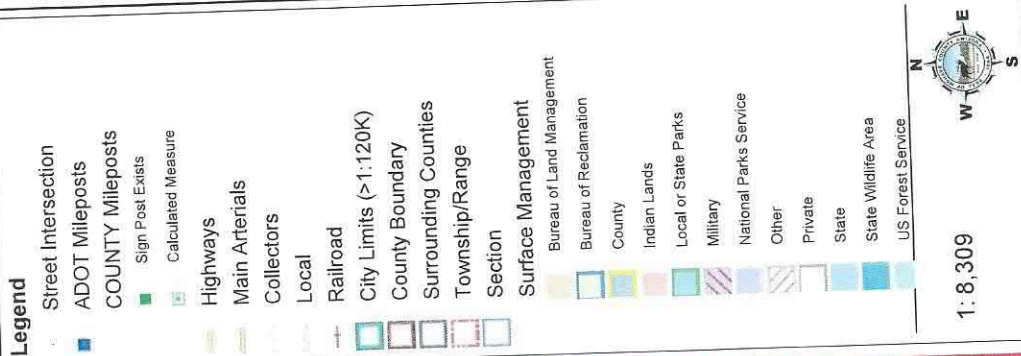 Legend
Street Intersection
ADOT Mileposts
COUNTY Mileposts
Sign Post Exists
Calculated Measure
Highways
Main Arterials
Collectors
Local
Railroad
City Limits (>1:120K)
County Boundary
Surrounding Counties
Township/Range
Section
Surface Management
Bureau of Land Management
Bureau of Reclamation
County
Indian Lands
Local or State Parks
Military
National Parks Service
Other
Private
State
State Wildlife Area
US Forest Service
1: 8,309
N
W
E
S